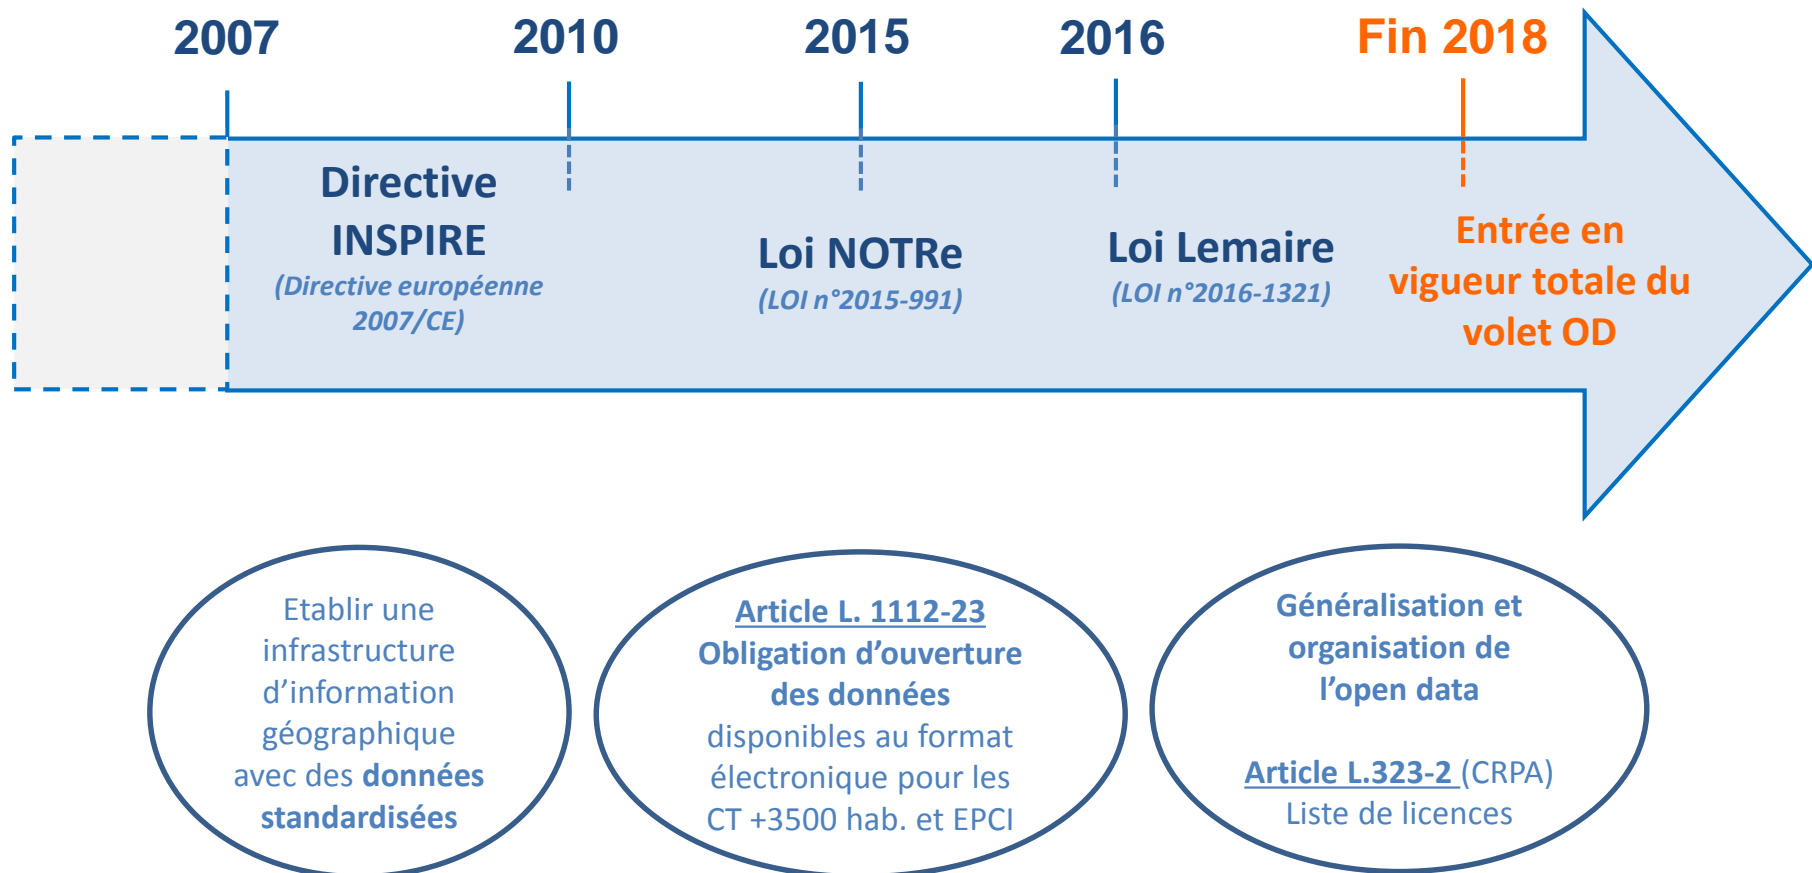 2007
2010
2015
2016
Fin 2018
Directive
INSPIRE
(Directive européenne
2007/CE)
Loi NOTRe
(LOI n°2015-991)
Loi Lemaire
(LOI n°2016-1321)
Entrée en
vigueur totale du
volet OD
Etablir une
infrastructure
d’information
géographique
avec des données
standardisées
Article L. 1112-23
Obligation d’ouverture
des données
disponibles au format
électronique pour les
CT +3500 hab. et EPCI
Généralisation et
organisation de
l’open data
Article L.323-2 (CRPA)
Liste de licences